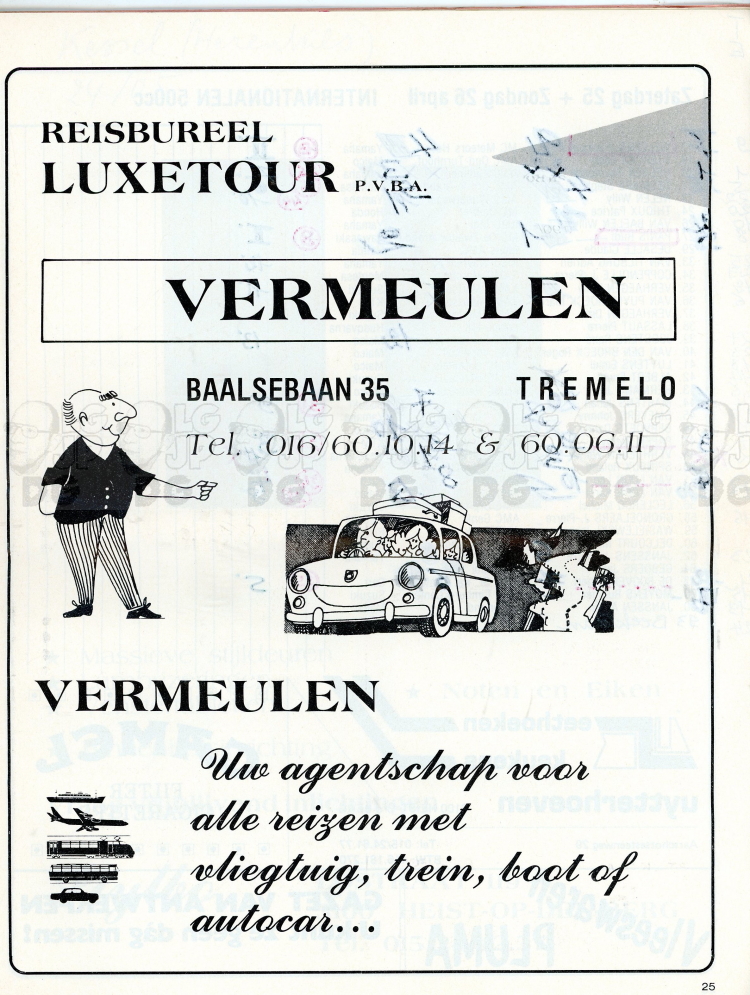 REISBUREEL
LUXETOUR P.V.B.A.
VERMEULEN
BAALSEBAAN 35 TREMELO
Tel. 016/60.10.14 & 60.06.11
VERMEULEN
Uw agentschap voor
alle reizen met
vliegtuig, trein, boot of
autocar...
25